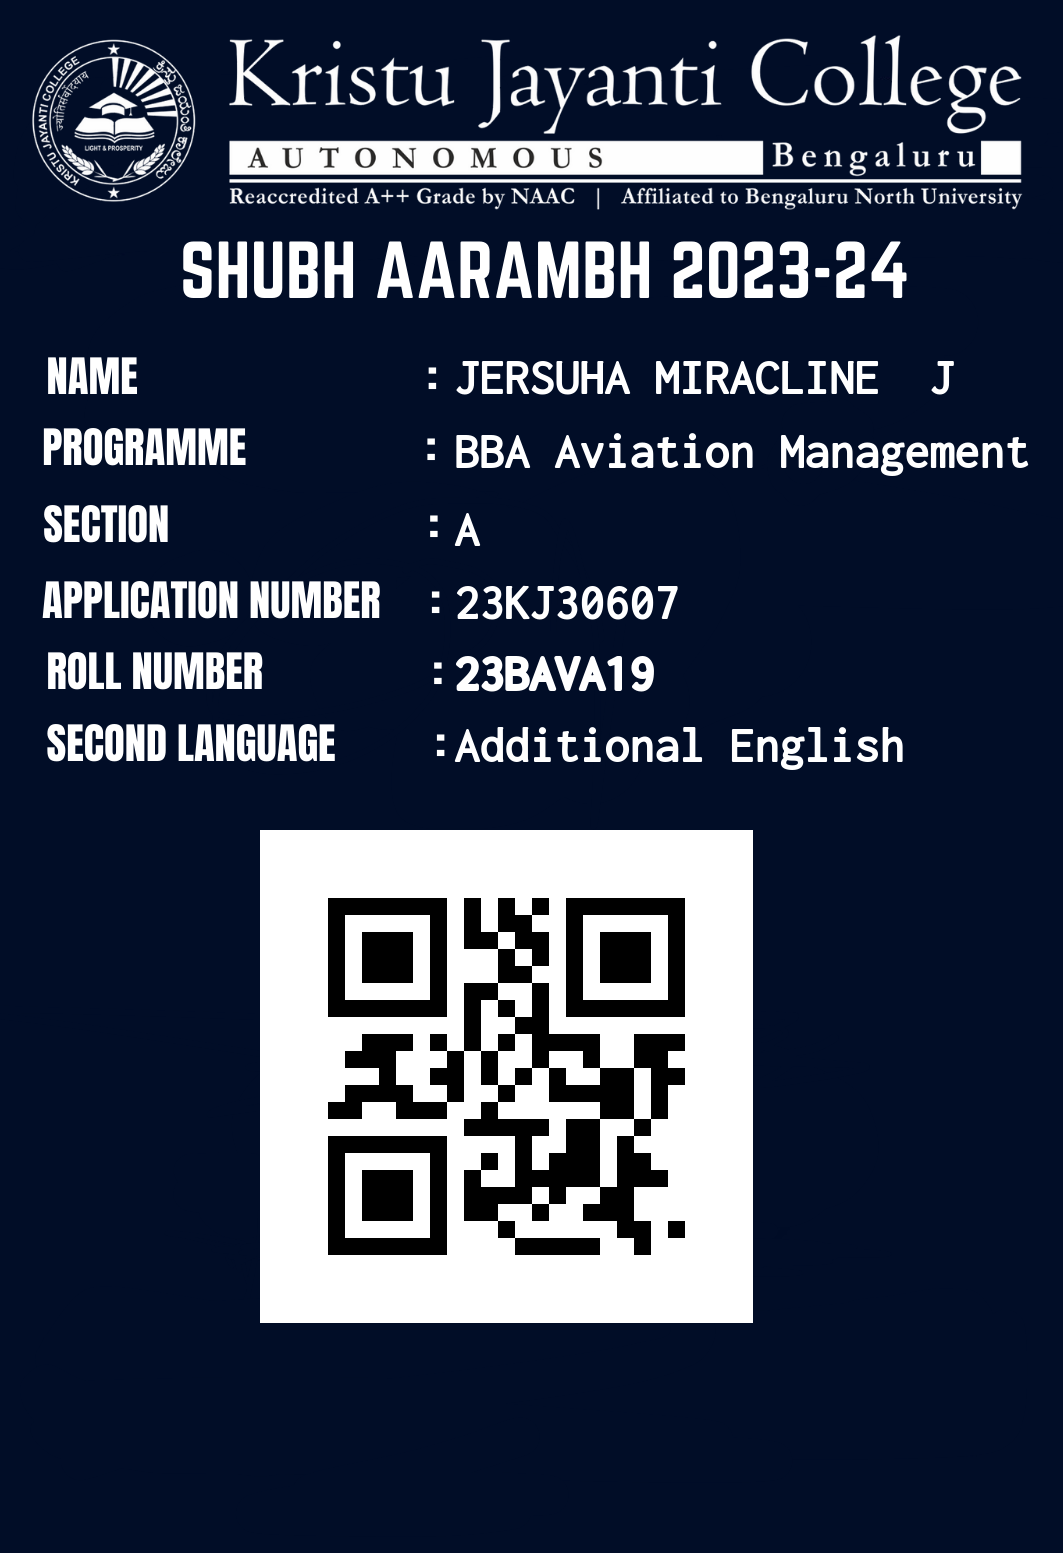 KRISTU JAYANTI COLLEGE
LIGHT & PROSPERITY
Kristu Jayanti College
AUTONOMOUS Bengaluru
Reaccredited A++ Grade by NAAC | Affiliated to Bengaluru North University
SHUBH AARAMBH 2023-24
NAME : JERSUHA MIRACLINE J
PROGRAMME : BBA Aviation Management
SECTION : A
APPLICATION NUMBER : 23KJ30607
ROLL NUMBER : 23BAVA19
SECOND LANGUAGE : Additional English